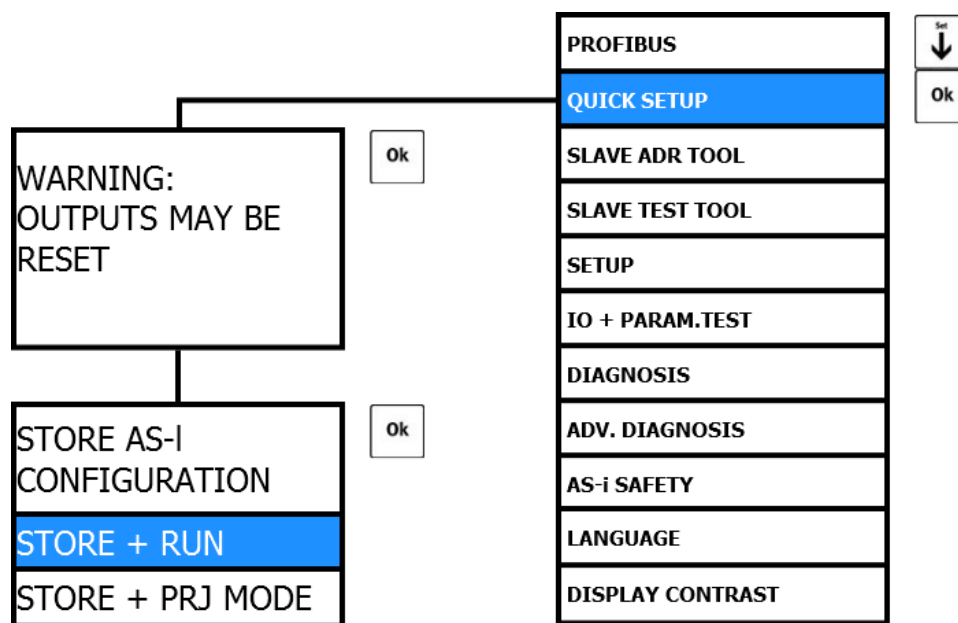 PROFIBUS
Set
QUICK SETUP
Ok
SLAVE ADR TOOL
SLAVE TEST TOOL
SETUP
IO + PARAM.TEST
DIAGNOSIS
ADV. DIAGNOSIS
AS-i SAFETY
LANGUAGE
DISPLAY CONTRAST
WARNING:
OUTPUTS MAY BE
RESET
Ok
STORE AS-l
CONFIGURATION
STORE + RUN
STORE + PRJ MODE
Ok